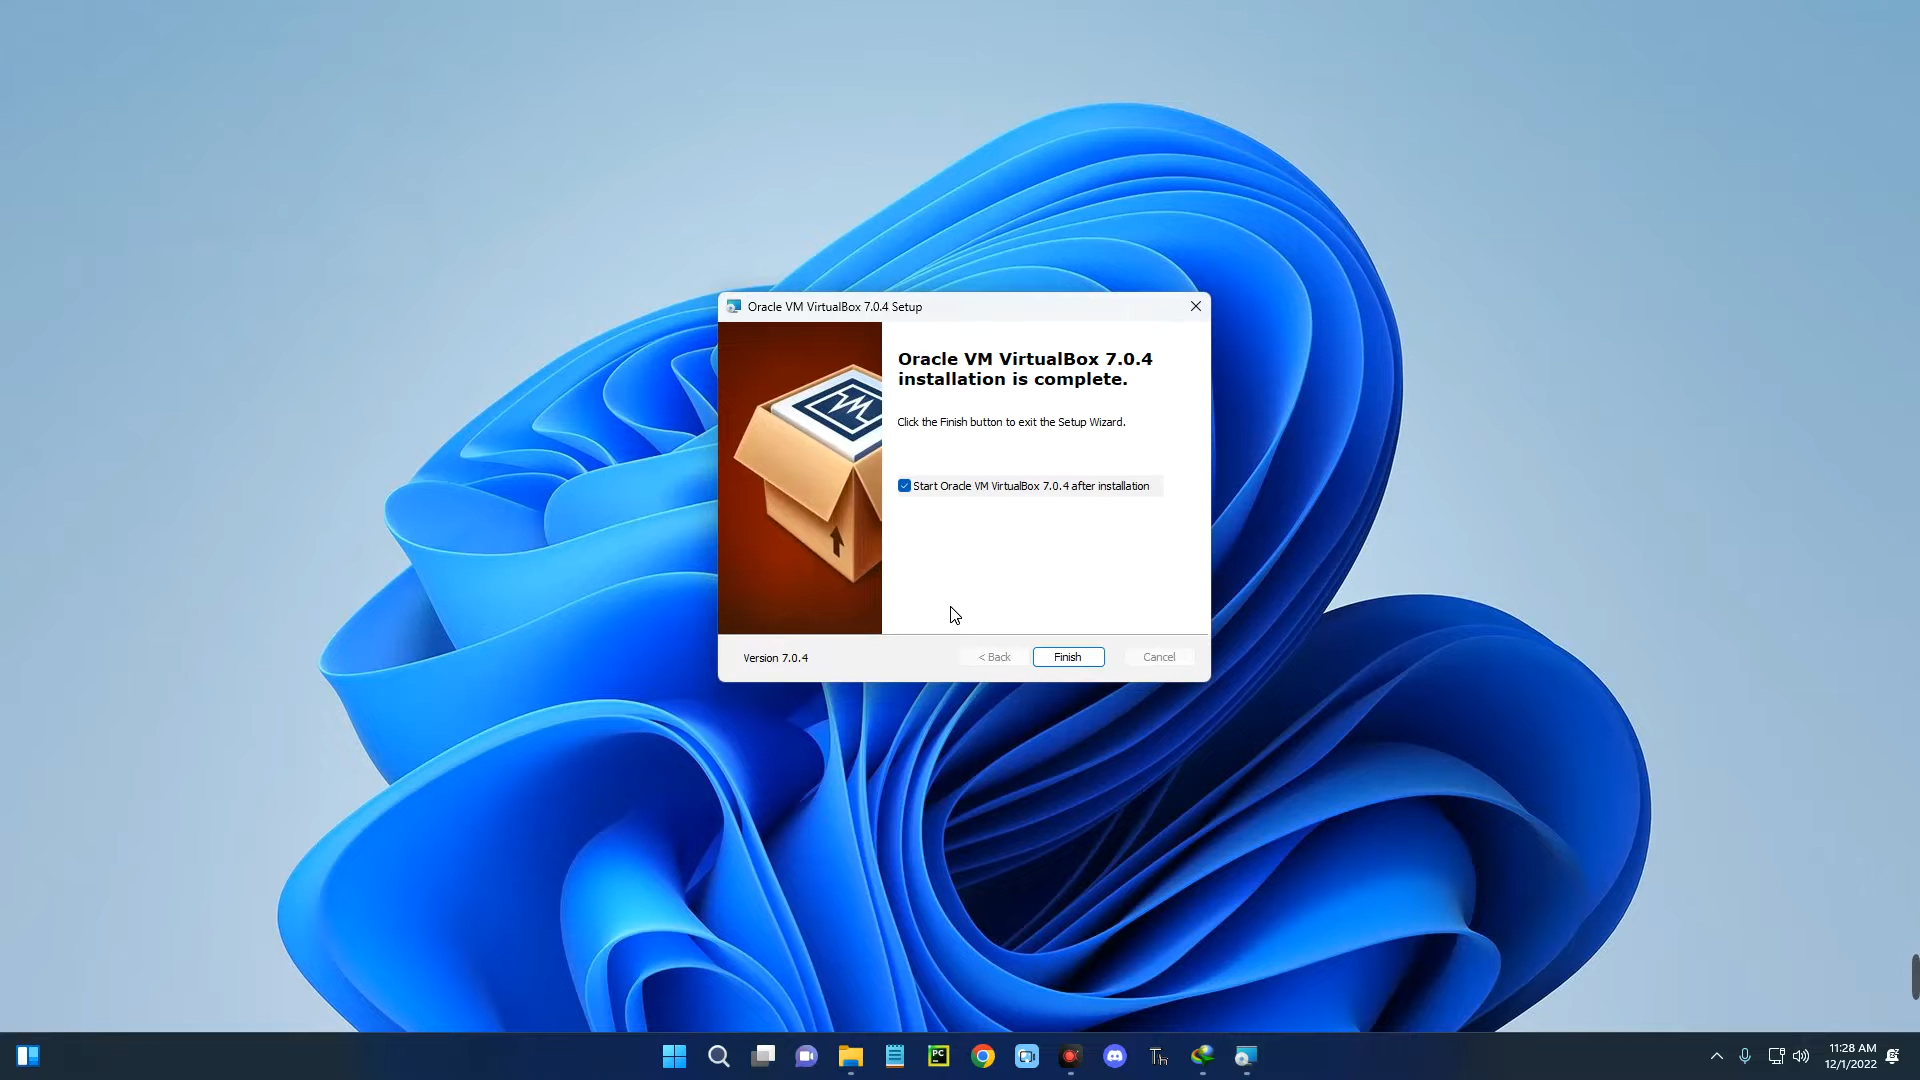 Oracle VM VirtualBox 7.0.4 Setup
Oracle VM VirtualBox 7.0.4
installation is complete.
Click the Finish button to exit the Setup Wizard.
Start Oracle VM VirtualBox 7.0.4 after installation
Version 7.0.4
< Back
Finish
Cancel
PC
Th
11:28 AM
12/1/2022